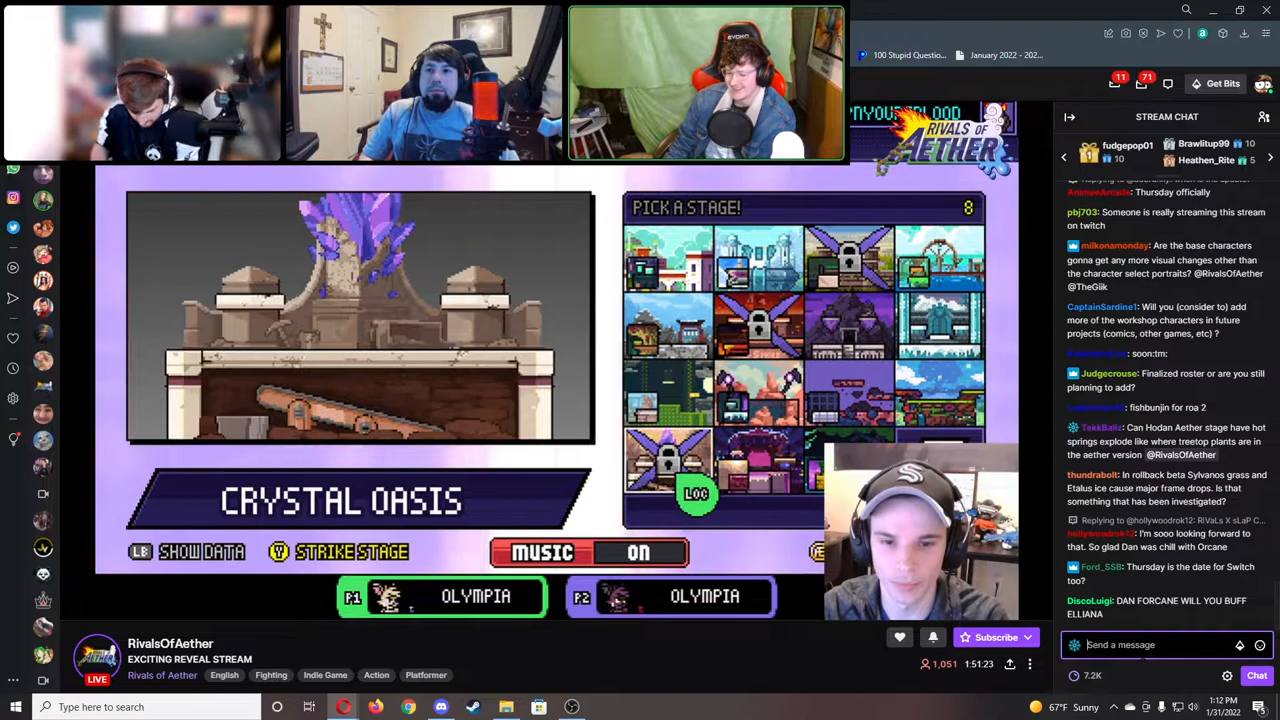 100 Stupid Questio...
January 2022 - 202...
11
71
Get Bits
STREAM CHAT
fudgepop01
10
Brawlitup99 10
Heathen_Rite 5
RIVALS OF
AETHER
PICK A STAGE!
8
CRYSTAL OASIS
LOC
LB SHOW DATA
Y STRIKE STAGE
MUSIC ON
P1 OLYMPIA
P2 OLYMPIA
AnimeeArcade: Thursday officially
pbj703: Someone is really streaming this stream
on twitch
milkonamonday: Are the base characters
gonna get any more visual changes other than
the character select portraits? @RivalsOfAether
@TheGiik
CaptainSardine1: Will you (consider to) add
more of the workshop characters in future
projects (comics, other games, etc) ?
soon:tm:
Judgecrouse: Finalized roster or are you still
planning to add?
fishbunjin for roa 2
TekkBallz: Can Hodan Aether stage have hot
springs explode like where treetop plants are in
the aether version @RivalsOfAether
thundrabolt: In rollback beta Sylvanos grass and
Etalus ice cause major frame drops. Is that
something that has been investigated?
Replying to @hollywoodrok12: RiVaLs X sLaP C...
I'm sooo looking forward to
that. So glad Dan was chill with Orcane
Ford_SSB: Thursday is the date for Switch
too?
DiscoLuigi: DAN FORCANE WILL YOU BUFF
ELLIANA
Send a message
7.2K
Chat
RivalsOfAether
EXCITING REVEAL STREAM
LIVE
Rivals of Aether
English
Fighting
Indie Game
Action
Platformer
Subscribe
1,051
1:51:23
Type here to search
67°F Sunny
1:12 PM
1/31/2022